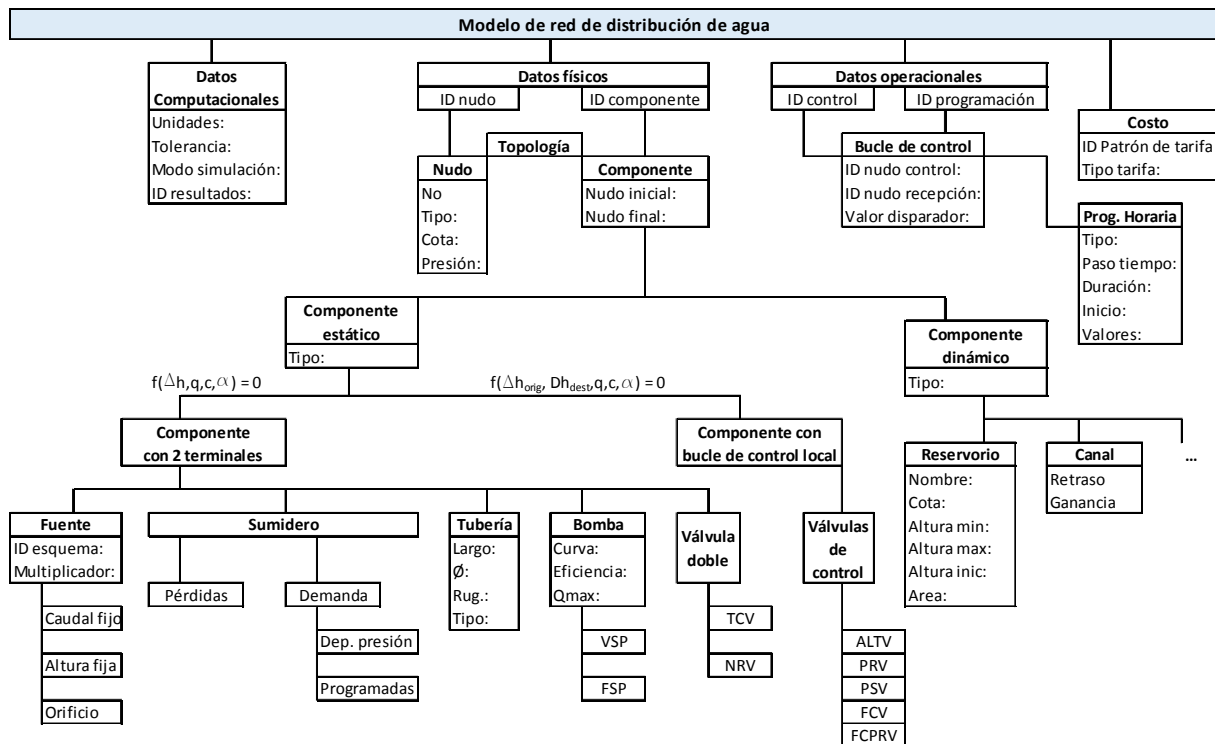 Modelo de red de distribución de agua
Datos
Computacionales
Unidades:
Tolerancia:
Modo simulación:
ID resultados:
Datos físicos
ID nudo
ID componente
Topología
Nudo
No
Tipo:
Cota:
Presión:
Componente
Nudo inicial:
Nudo final:
Datos operacionales
ID control
ID programación
Bucle de control
ID nudo control:
ID nudo recepción:
Valor disparador:
Costo
ID Patrón de tarifa
Tipo tarifa:
Prog. Horaria
Tipo:
Paso tiempo:
Duración:
Inicio:
Valores:
Componente
estático
Tipo:
Componente
dinámico
Tipo:
f(Δh,q,c,α) = 0
f(Δh_orig, Dh_dest,q,c,α) = 0
Componente
con 2 terminales
Componente con
bucle de control local
Reservorio
Nombre:
Cota:
Altura min:
Altura max:
Altura inic:
Area:
Canal
Retraso
Ganancia
...
Fuente
ID esquema:
Multiplicador:
Caudal fijo
Altura fija
Orificio
Sumidero
Pérdidas
Demanda
Dep. presión
Programadas
Tubería
Largo:
Ø:
Rug.:
Tipo:
Bomba
Curva:
Eficiencia:
Qmax:
VSP
FSP
Válvula
doble
TCV
NRV
Válvulas
de
control
ALTV
PRV
PSV
FCV
FCPRV